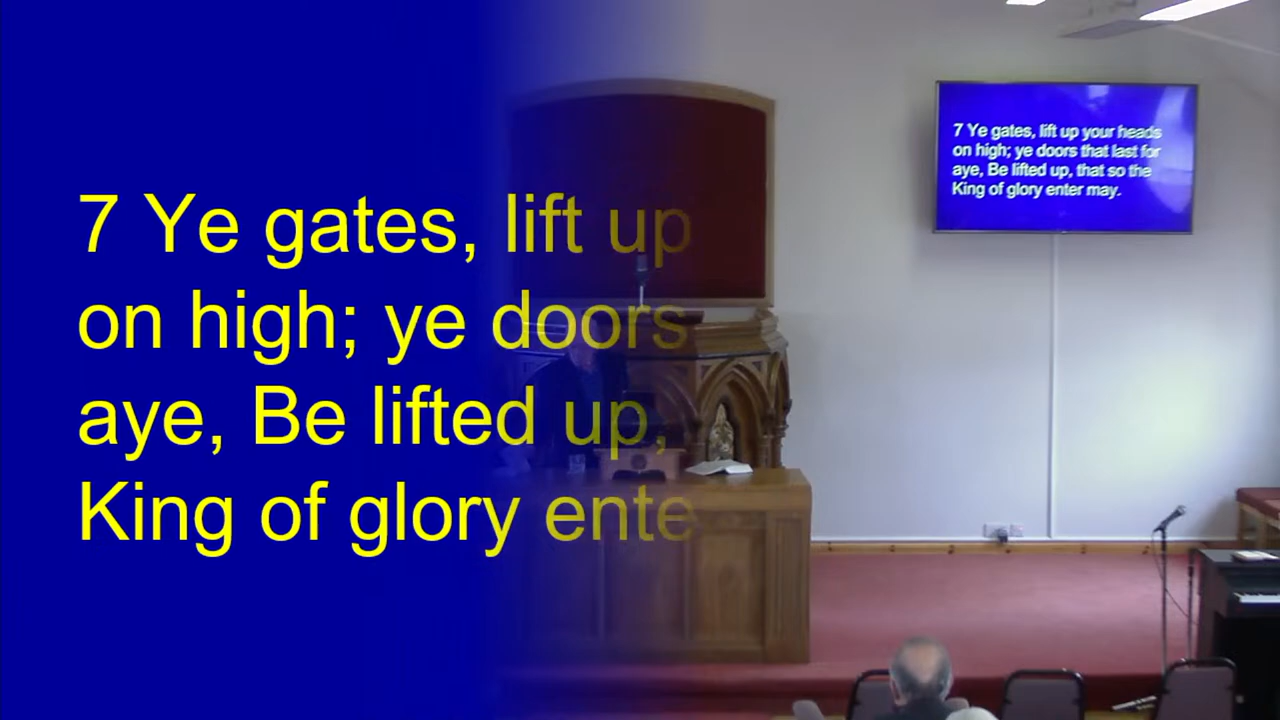 7 Ye gates, lift up
on high; ye doors
aye, Be lifted up,
King of glory ente
7 Ye gates, lift up your heads
on high; ye doors that last for
aye, Be lifted up, that so the
King of glory enter may.